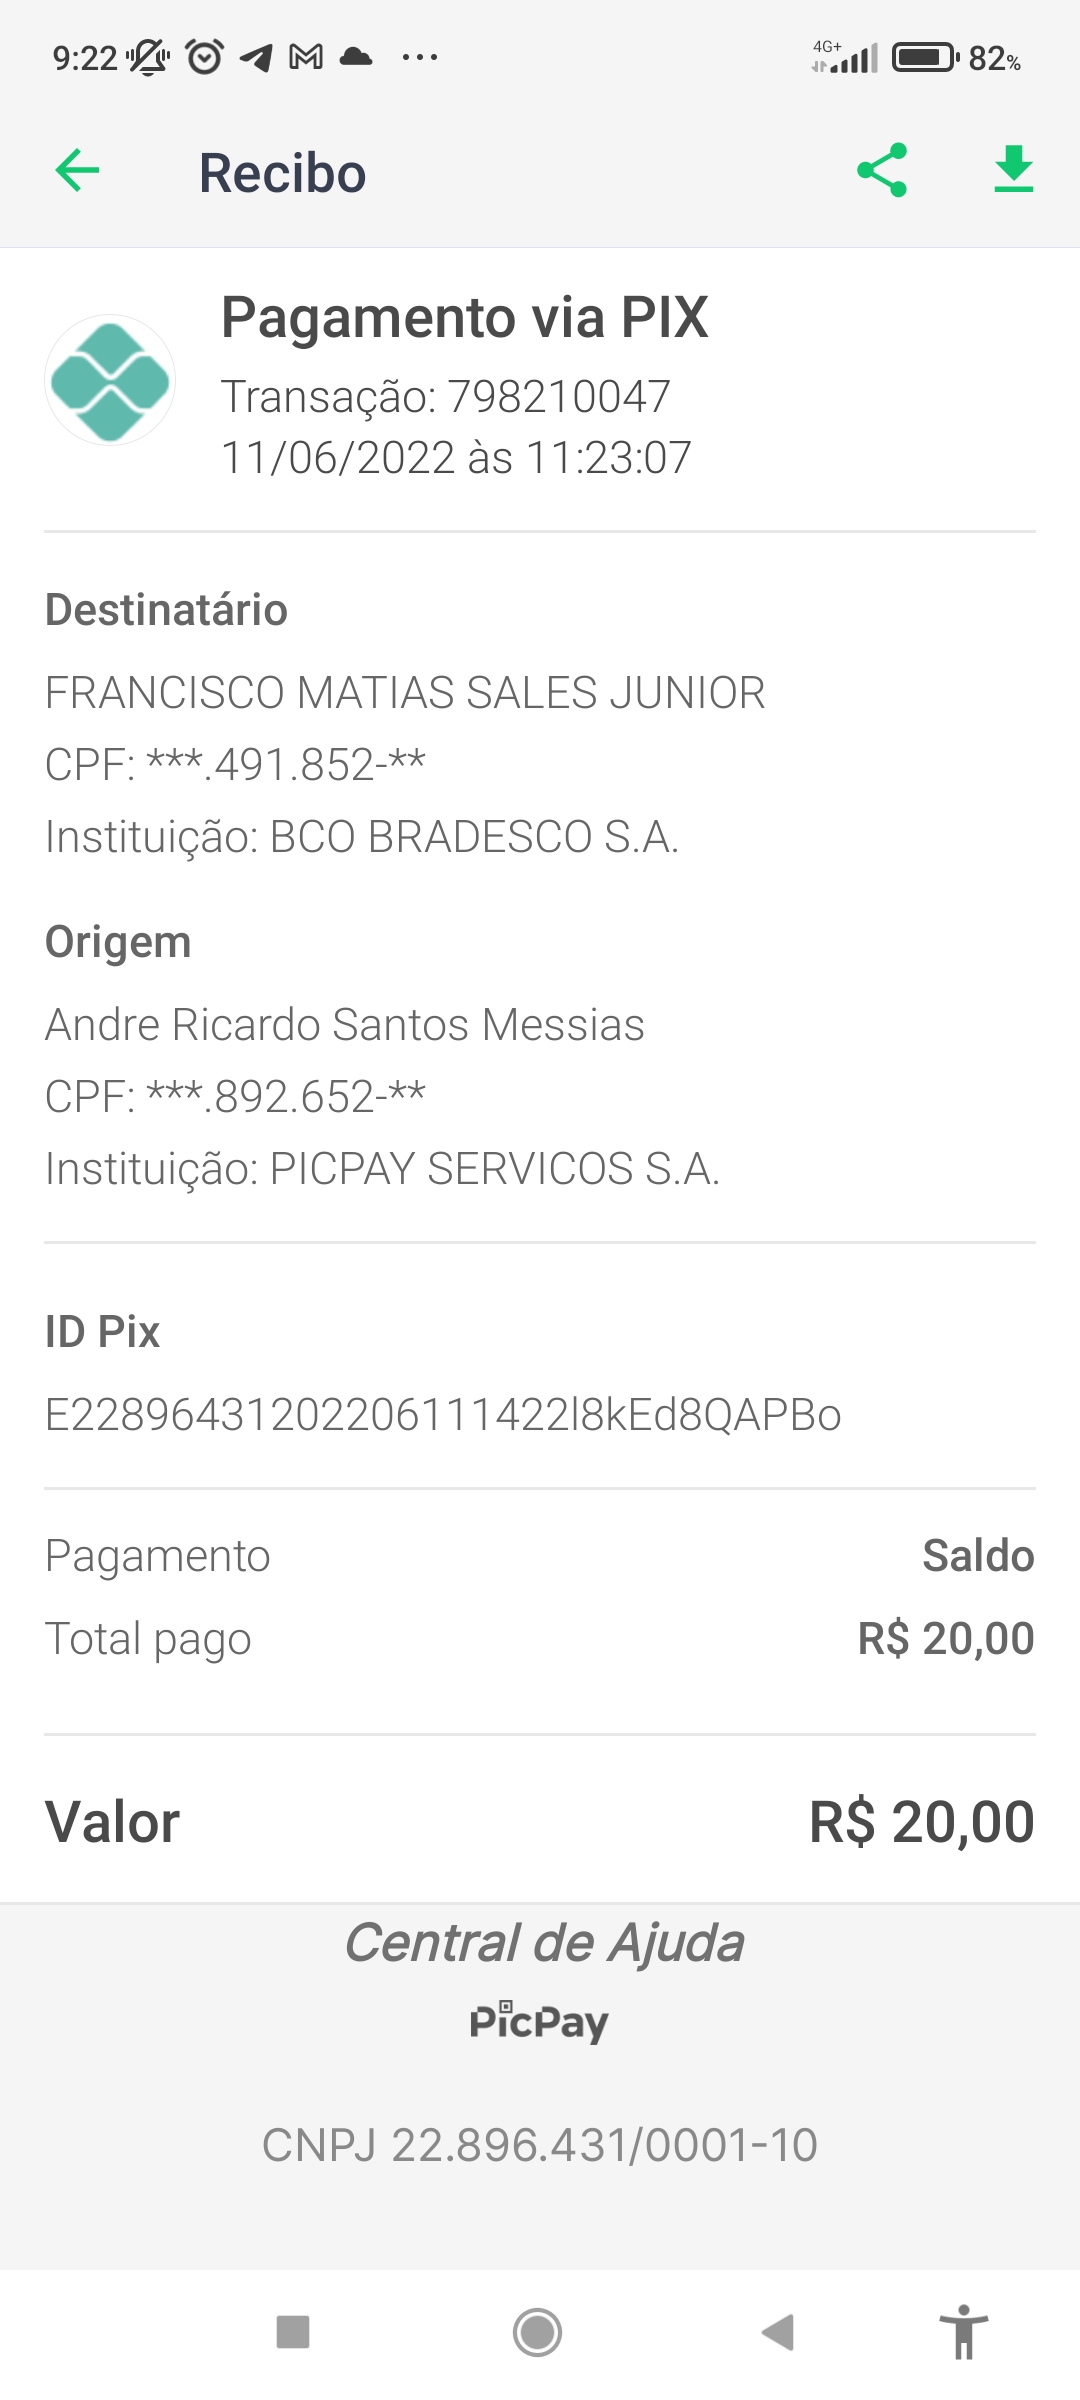 9:22
4G+
82%
Recibo
Pagamento via PIX
Transação: 798210047
11/06/2022 às 11:23:07
Destinatário
FRANCISCO MATIAS SALES JUNIOR
CPF: ***.491.852-**
Instituição: BCO BRADESCO S.A.
Origem
Andre Ricardo Santos Messias
CPF: ***.892.652-**
Instituição: PICPAY SERVICOS S.A.
ID Pix
E22896431202206111422l8kEd8QAPBo
Pagamento Saldo
Total pago R$ 20,00
Valor R$ 20,00
Central de Ajuda
PicPay
CNPJ 22.896.431/0001-10